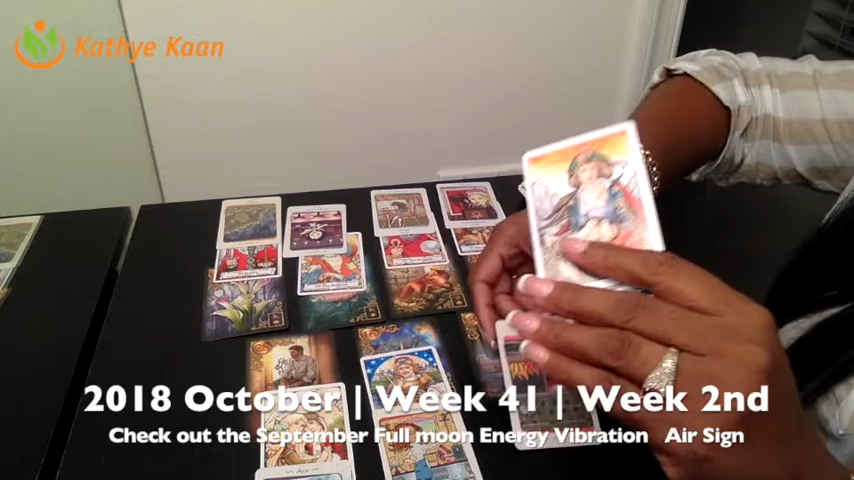 Kathye Kaan
2018 October | Week 41 | Week 2nd
Check out the September Full moon Energy Vibration Air Sign